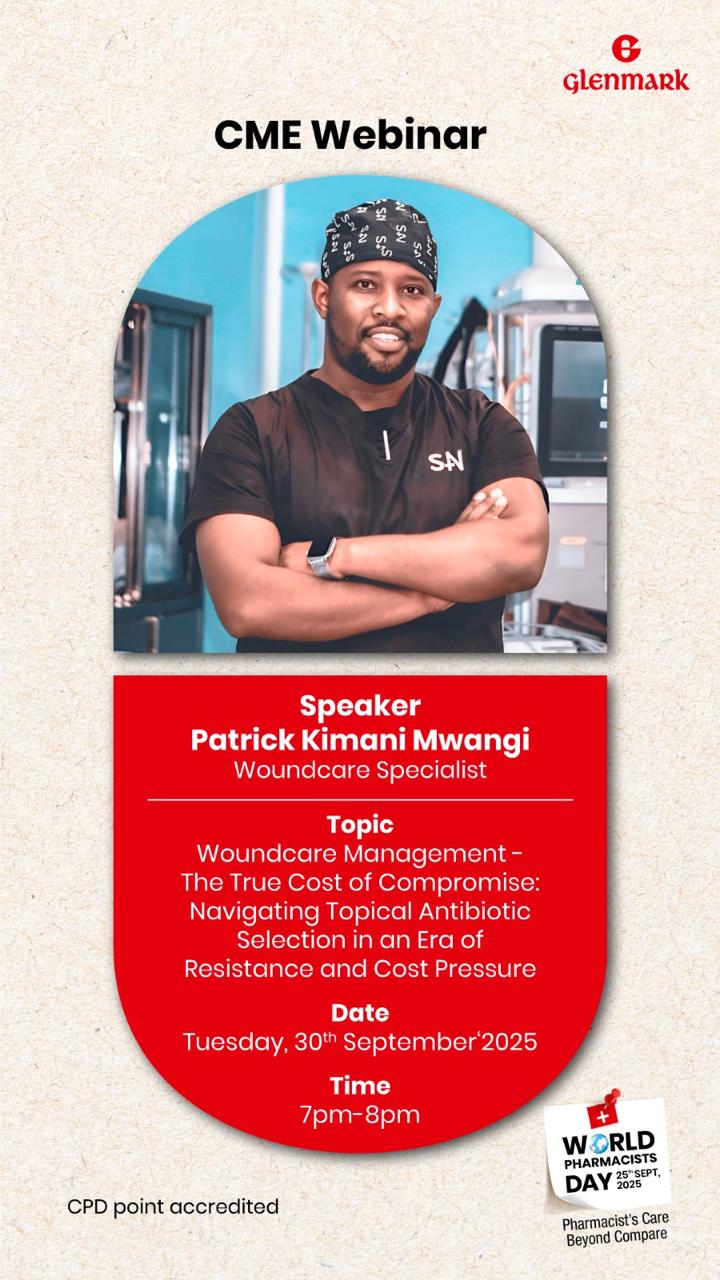 Glenmark
CME Webinar
S+N
Speaker
Patrick Kimani Mwangi
Woundcare Specialist
Topic
Woundcare Management -
The True Cost of Compromise:
Navigating Topical Antibiotic
Selection in an Era of
Resistance and Cost Pressure
Date
Tuesday, 30th September‘2025
Time
7pm-8pm
WORLD
PHARMACISTS
DAY 25th SEPT,
2025
Pharmacist's Care
Beyond Compare
CPD point accredited